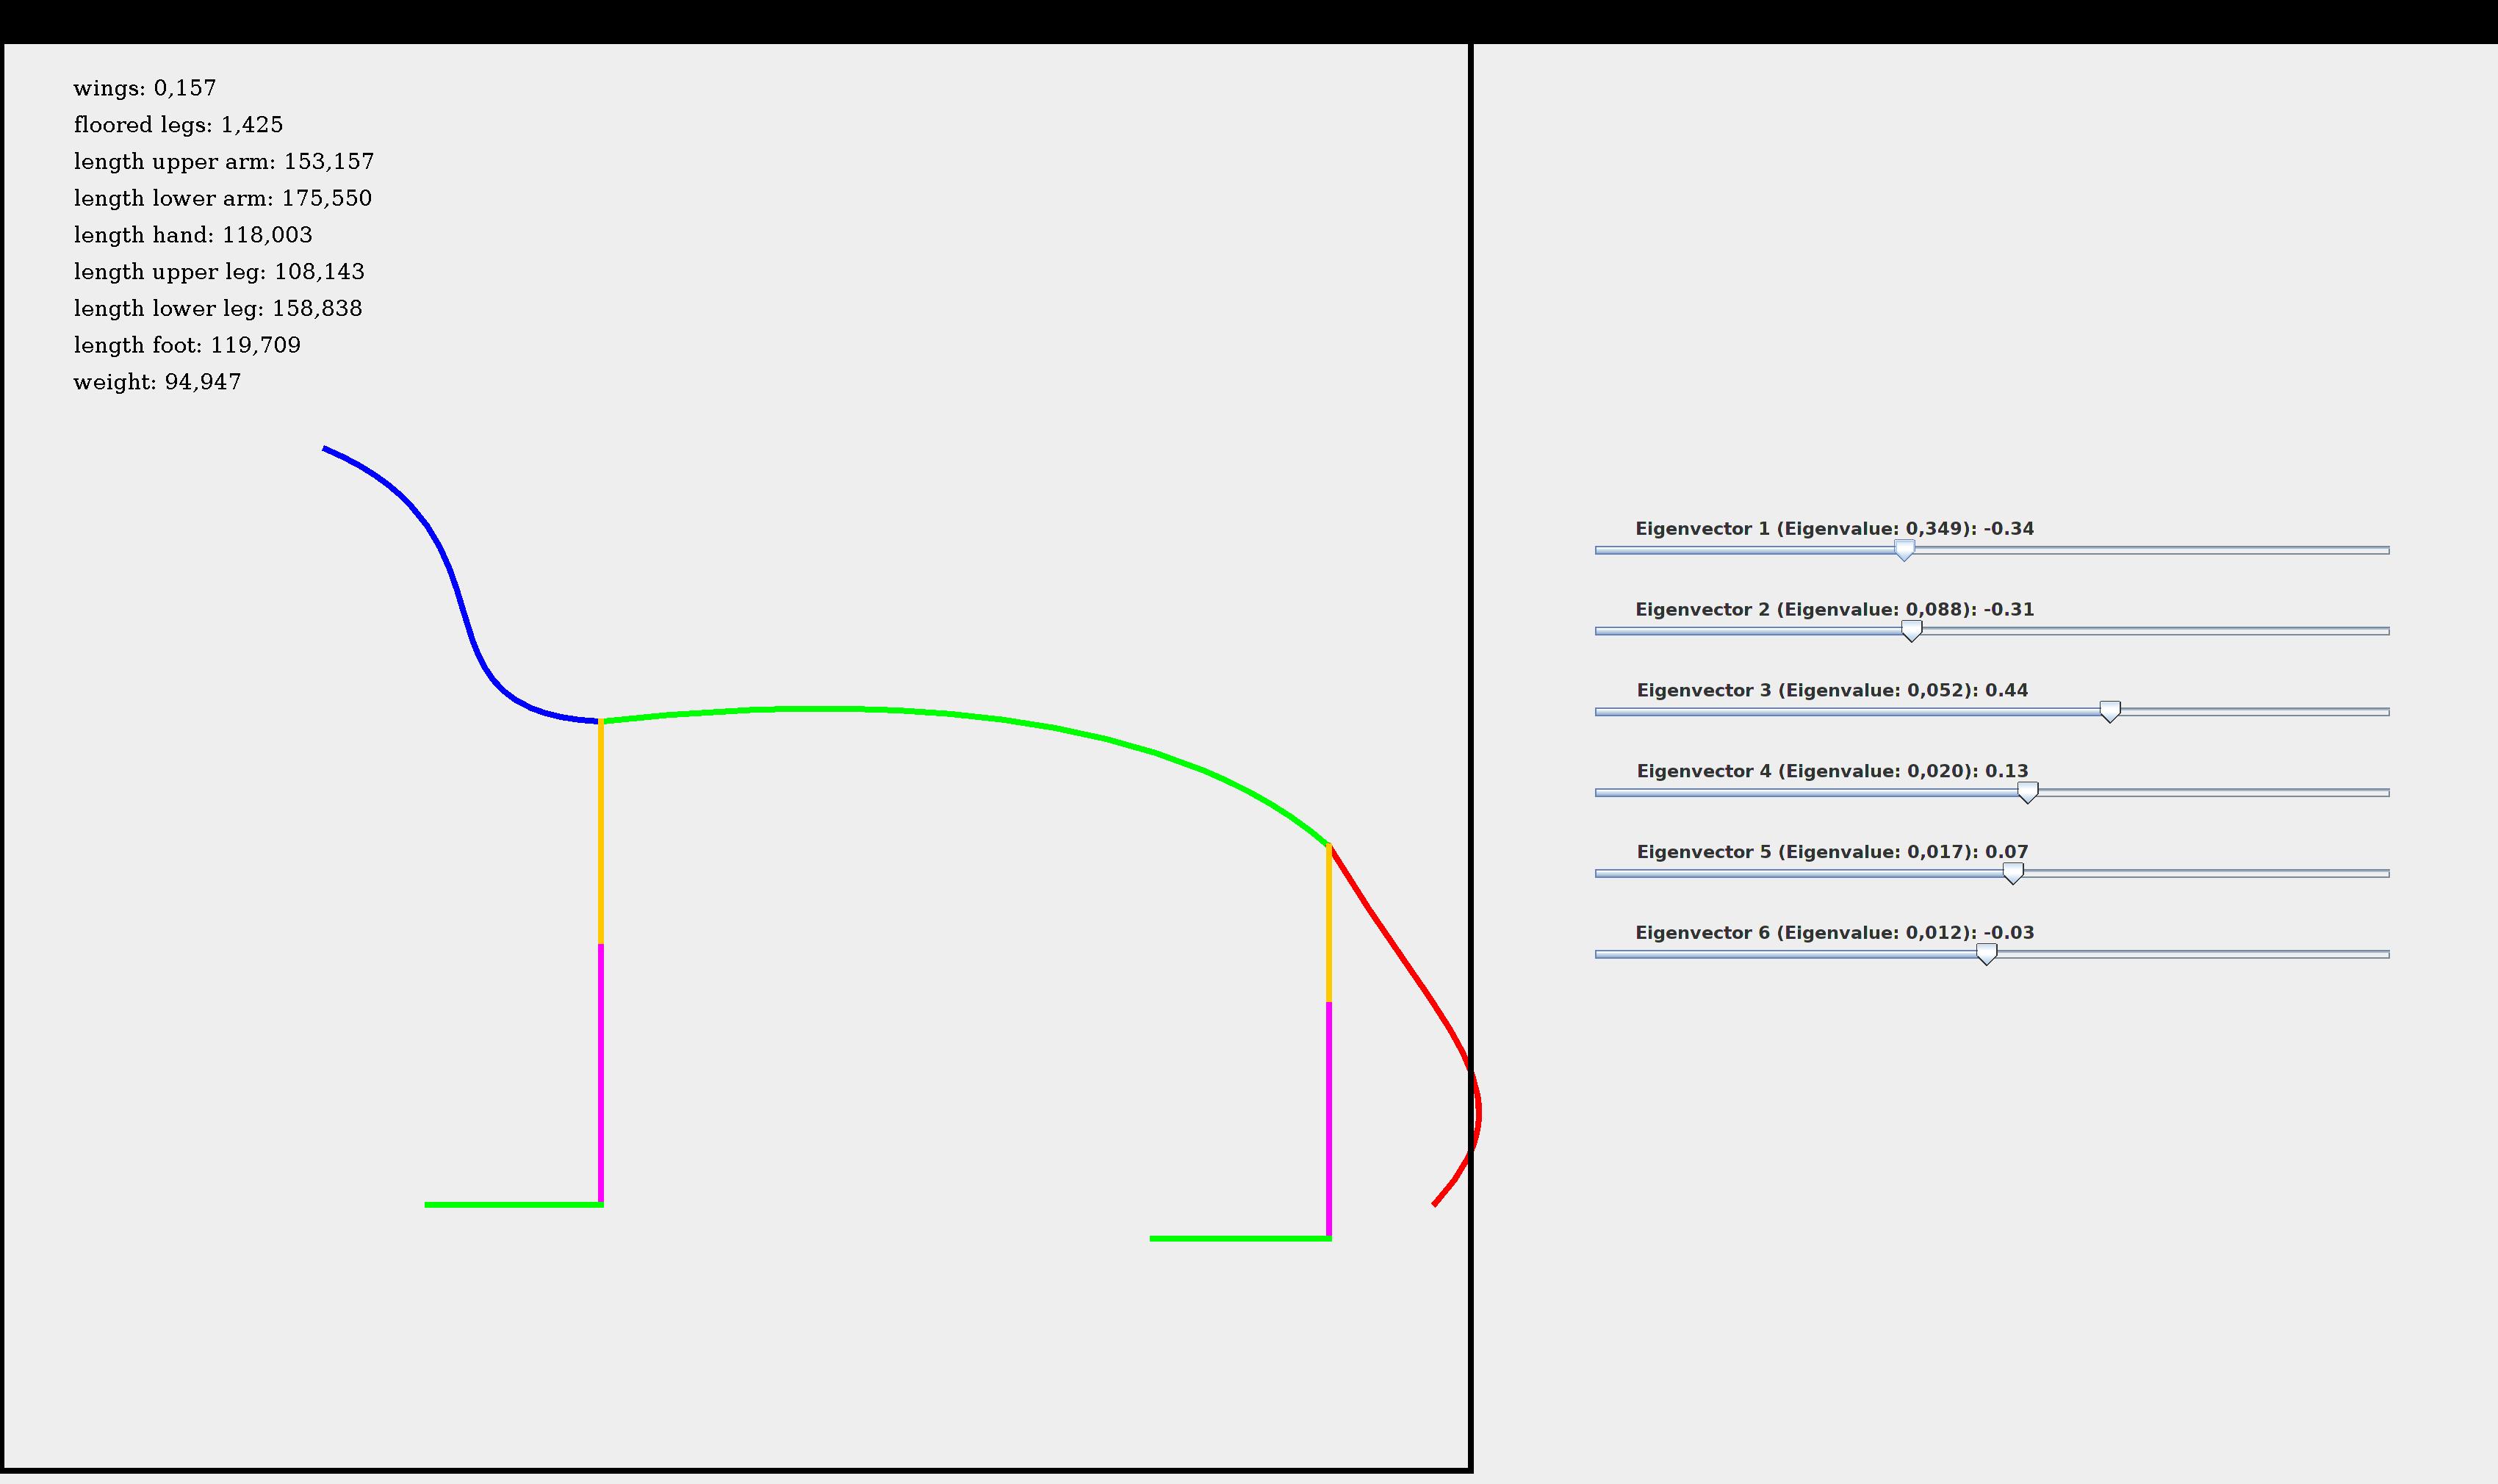 wings: 0,157
floored legs: 1,425
length upper arm: 153,157
length lower arm: 175,550
length hand: 118,003
length upper leg: 108,143
length lower leg: 158,838
length foot: 119,709
weight: 94,947
Eigenvector 1 (Eigenvalue: 0,349): -0.34
Eigenvector 2 (Eigenvalue: 0,088): -0.31
Eigenvector 3 (Eigenvalue: 0,052): 0.44
Eigenvector 4 (Eigenvalue: 0,020): 0.13
Eigenvector 5 (Eigenvalue: 0,017): 0.07
Eigenvector 6 (Eigenvalue: 0,012): -0.03